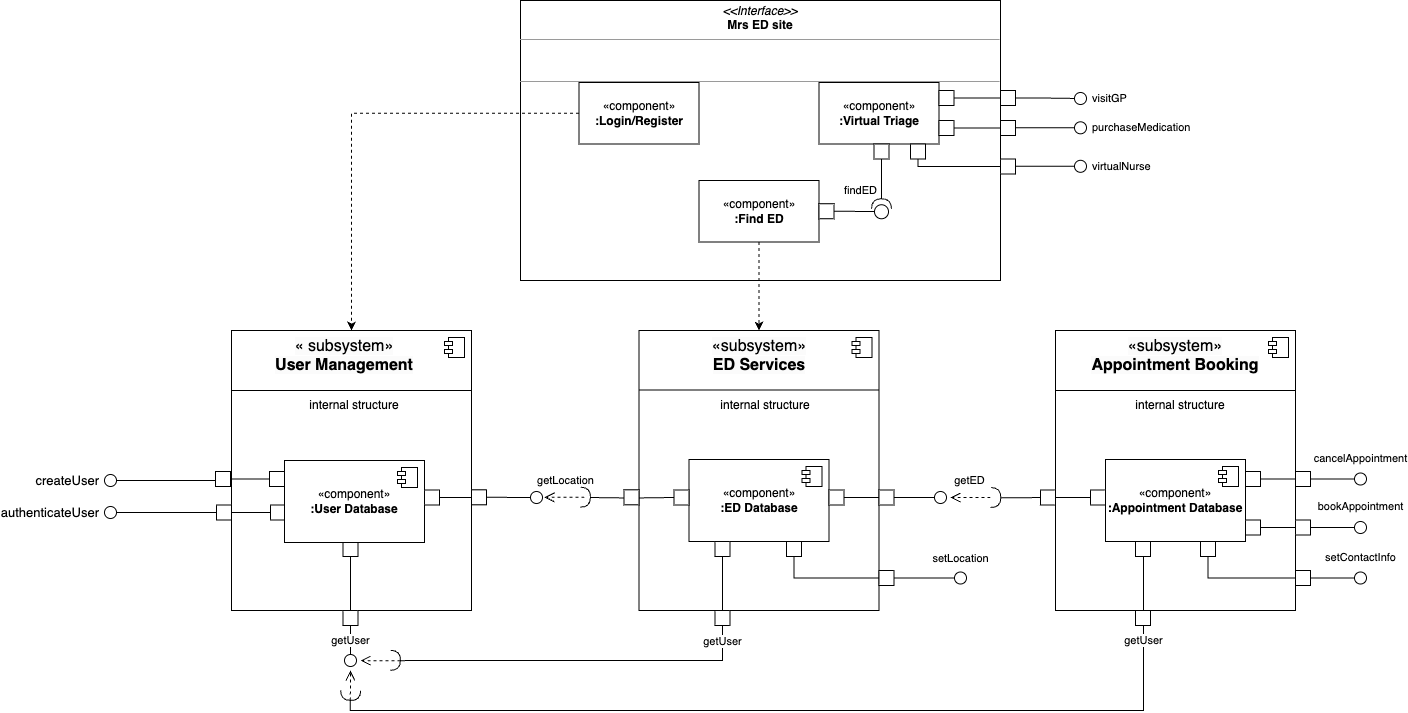 <<Interface>>
Mrs ED site
«component»
:Login/Register
«component»
:Virtual Triage
visitGP
purchaseMedication
virtualNurse
«component»
:Find ED
findED
« subsystem»
User Management
internal structure
«component»
:User Database
createUser
authenticateUser
getLocation
getUser
«subsystem»
ED Services
internal structure
«component»
:ED Database
getED
setLocation
getUser
«subsystem»
Appointment Booking
internal structure
«component»
:Appointment Database
cancelAppointment
bookAppointment
setContactInfo
getUser